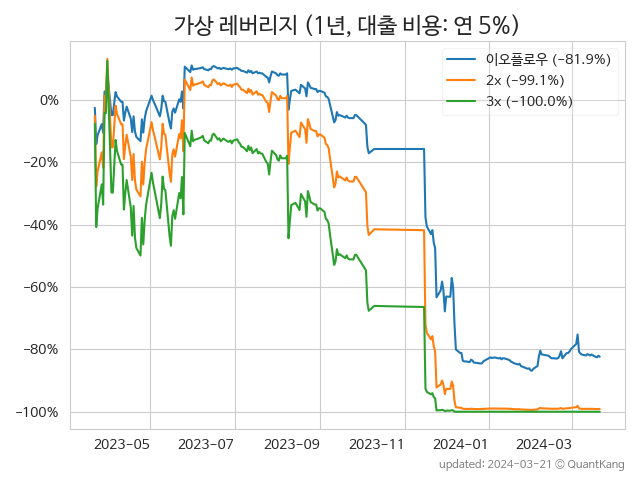 가상 레버리지 (1년, 대출 비용: 연 5%)
이오플로우 (−81.9%)
2x (−99.1%)
3x (−100.0%)
0%
−20%
−40%
−60%
−80%
−100%
2023-05 2023-07 2023-09 2023-11 2024-01 2024-03
updated: 2024-03-21 © QuantKang